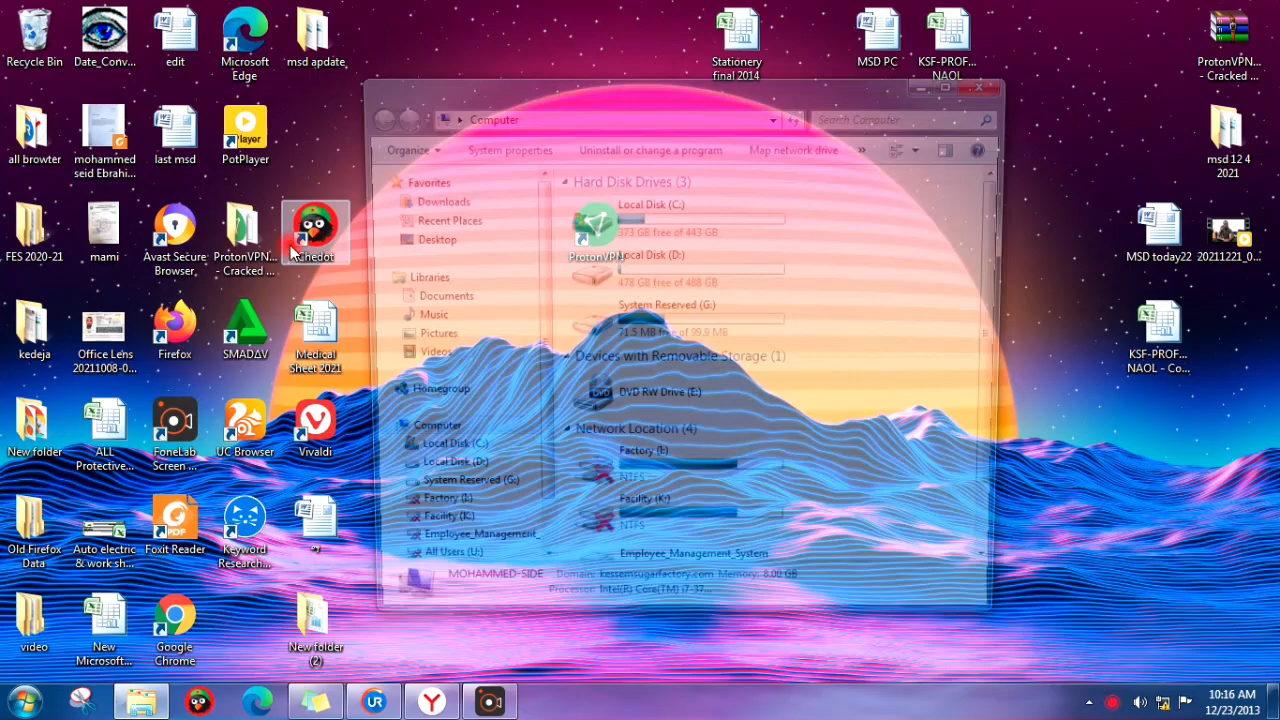 Recycle Bin
Date_Conv...
edit
Microsoft
Edge
msd apdate
all browter
mohammed
seid Ebrahi...
last msd
PotPlayer
FES 2020-21
mami
Avast Secure
Browser
ProtonVPN...
- Cracked ...
Chedot
kedeja
Office Lens
20211008-0...
Firefox
SMADΔV
Medical
Sheet 2021
New folder
ALL
Protective...
FoneLab
Screen ...
UC Browser
Vivaldi
Old Firefox
Data
Auto electric
& work sh...
Foxit Reader
Keyword
Research...
video
New
Microsoft...
Google
Chrome
New folder
(2)
Stationery
final 2014
MSD PC
KSF-PROF...
NAOL
ProtonVPN...
- Cracked ...
msd 12 4
2021
MSD today22
20211221_0...
KSF-PROF...
NAOL - Co...
ProtonVPN
Computer
Search Computer
Organize
System properties
Uninstall or change a program
Map network drive
»
Favorites
Downloads
Recent Places
Desktop
Libraries
Documents
Music
Pictures
Videos
Homegroup
Computer
Local Disk (C:)
Local Disk (D:)
System Reserved (G:)
Factory (I:)
Facility (K:)
Employee_Management_
All Users (U:)
Hard Disk Drives (3)
Local Disk (C:)
373 GB free of 443 GB
Local Disk (D:)
478 GB free of 488 GB
System Reserved (G:)
71.5 MB free of 99.9 MB
Devices with Removable Storage (1)
DVD RW Drive (E:)
Network Location (4)
Factory (I:)
NTFS
Facility (K:)
NTFS
Employee_Management_System
MOHAMMED-SIDE Domain: kessemsugarfactory.com Memory: 8.00 GB
Processor: Intel(R) Core(TM) i7-37...
10:16 AM
12/23/2013